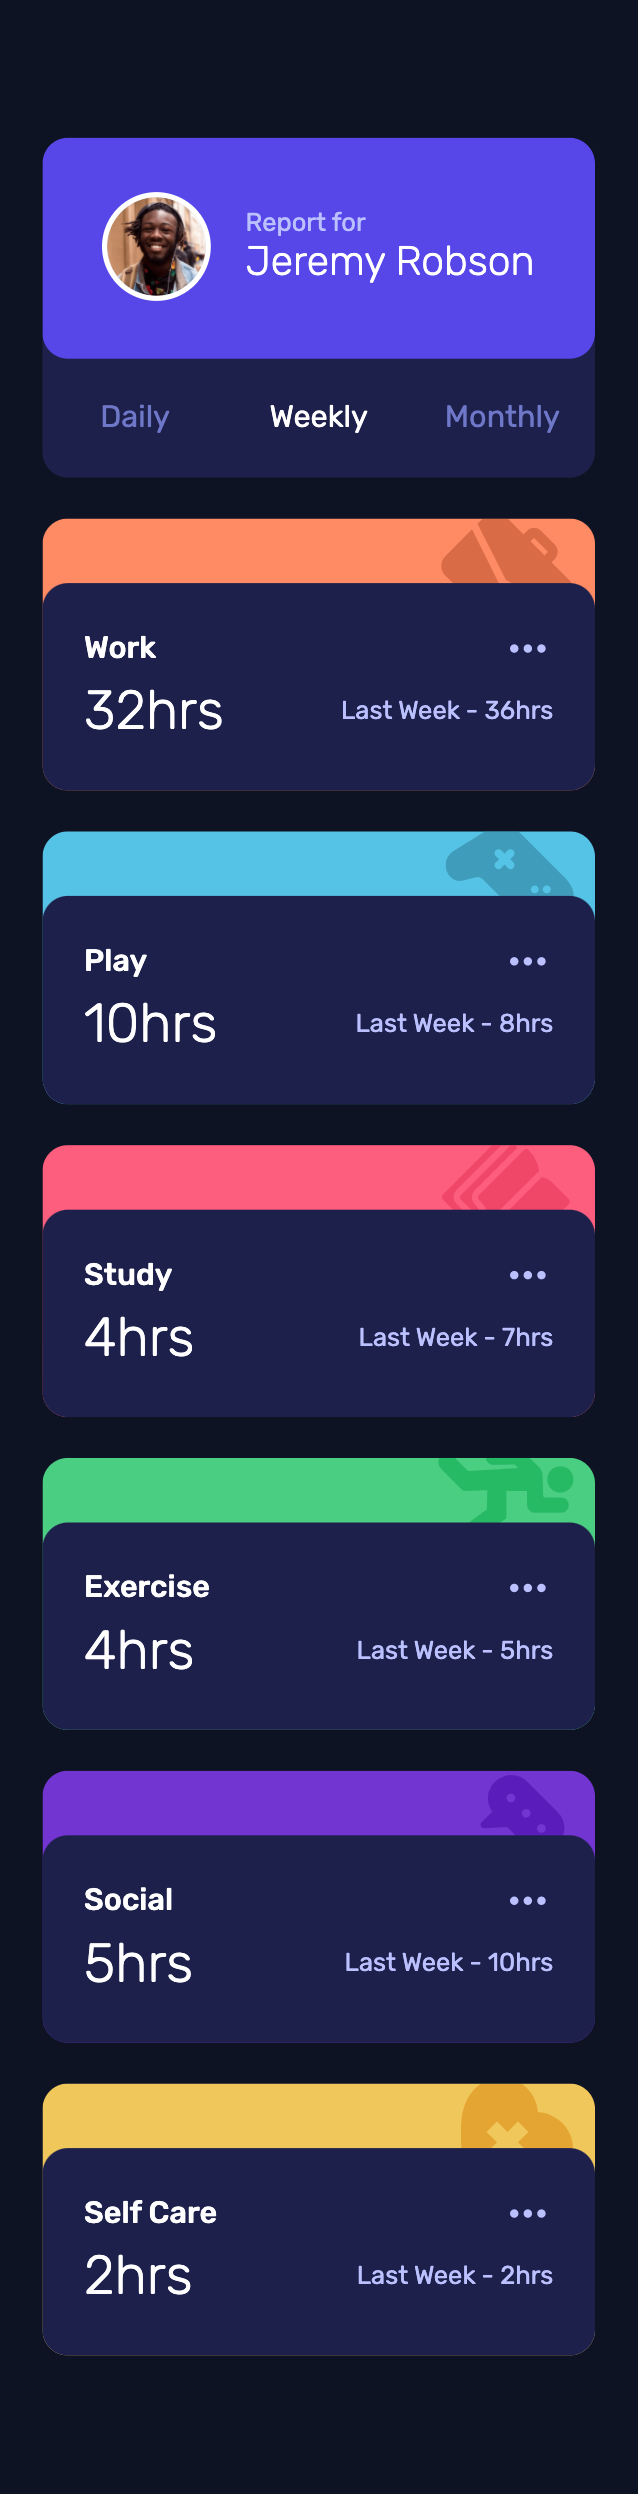 Report for
Jeremy Robson
Daily Weekly Monthly
Work
32hrs Last Week - 36hrs
Play
10hrs Last Week - 8hrs
Study
4hrs Last Week - 7hrs
Exercise
4hrs Last Week - 5hrs
Social
5hrs Last Week - 10hrs
Self Care
2hrs Last Week - 2hrs